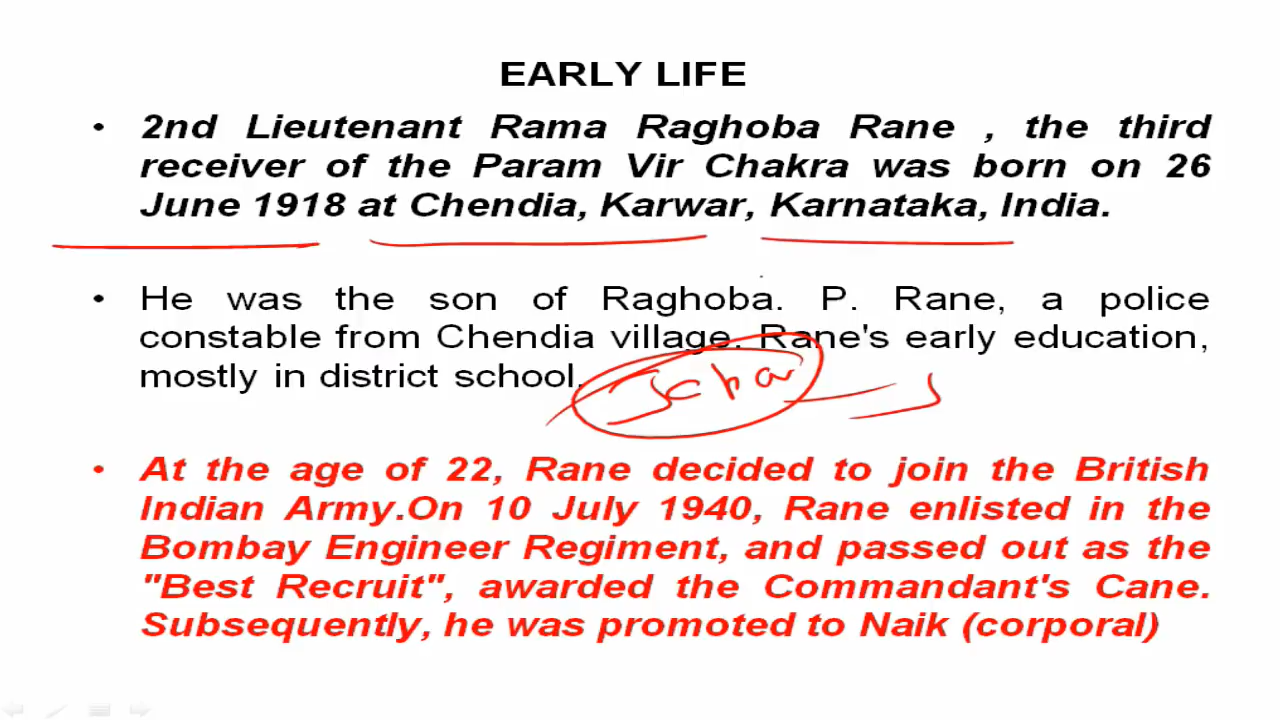 EARLY LIFE
• 2nd Lieutenant Rama Raghoba Rane , the third
receiver of the Param Vir Chakra was born on 26
June 1918 at Chendia, Karwar, Karnataka, India.
• He was the son of Raghoba. P. Rane, a police
constable from Chendia village. Rane's early education,
mostly in district school.
• At the age of 22, Rane decided to join the British
Indian Army.On 10 July 1940, Rane enlisted in the
Bombay Engineer Regiment, and passed out as the
"Best Recruit", awarded the Commandant's Cane.
Subsequently, he was promoted to Naik (corporal)